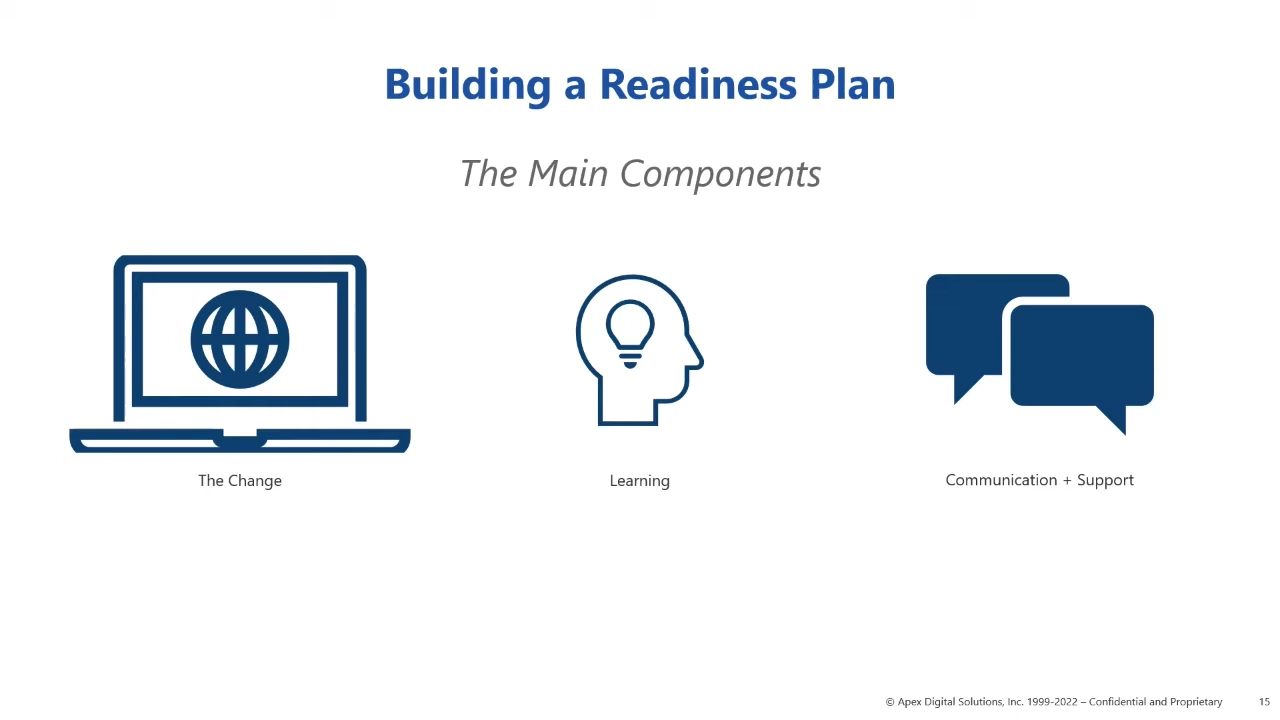 Building a Readiness Plan
The Main Components
The Change
Learning
Communication + Support
© Apex Digital Solutions, Inc. 1999-2022 – Confidential and Proprietary
15